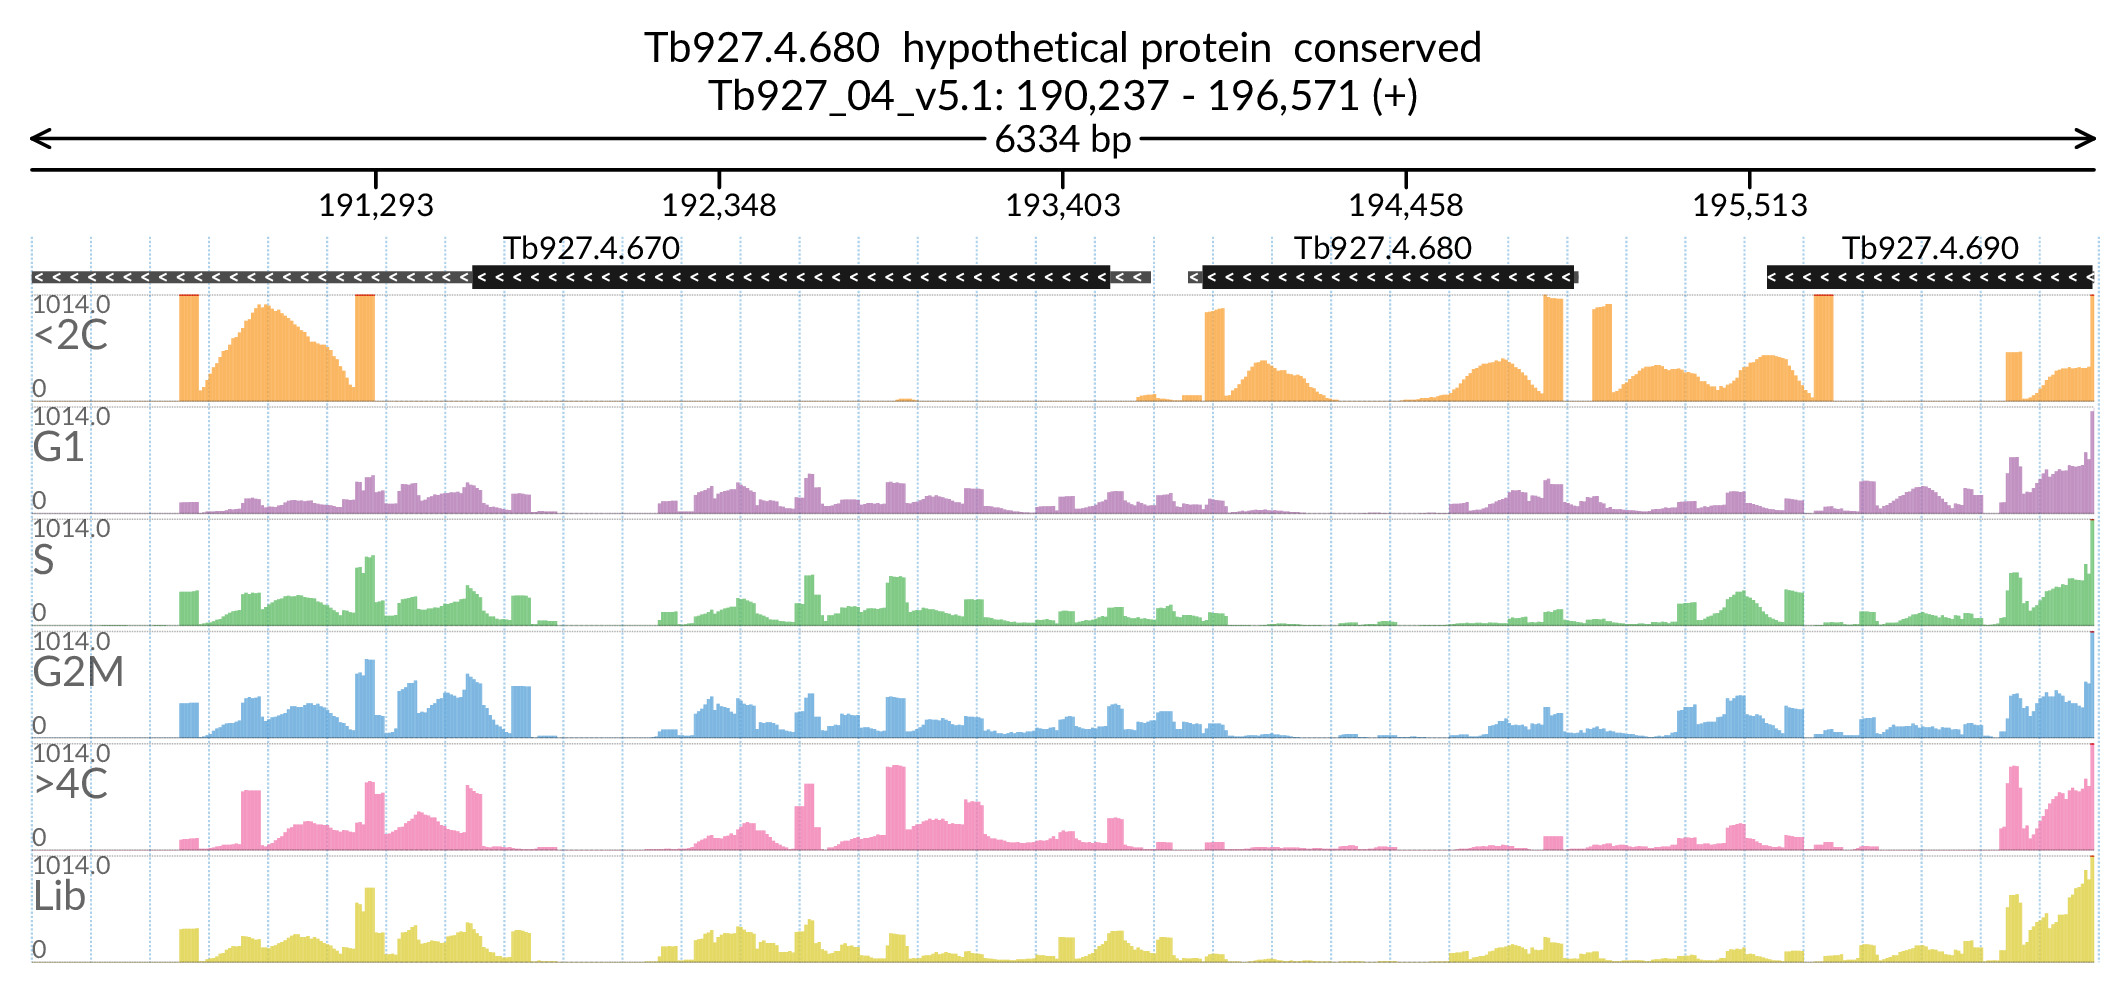 Tb927.4.680  hypothetical protein  conserved
Tb927_04_v5.1: 190,237 - 196,571 (+)
6334 bp
191,293 192,348 193,403 194,458 195,513
Tb927.4.670 Tb927.4.680 Tb927.4.690
1014.0
<2C
0
1014.0
G1
0
1014.0
S
0
1014.0
G2M
0
1014.0
>4C
0
1014.0
Lib
0